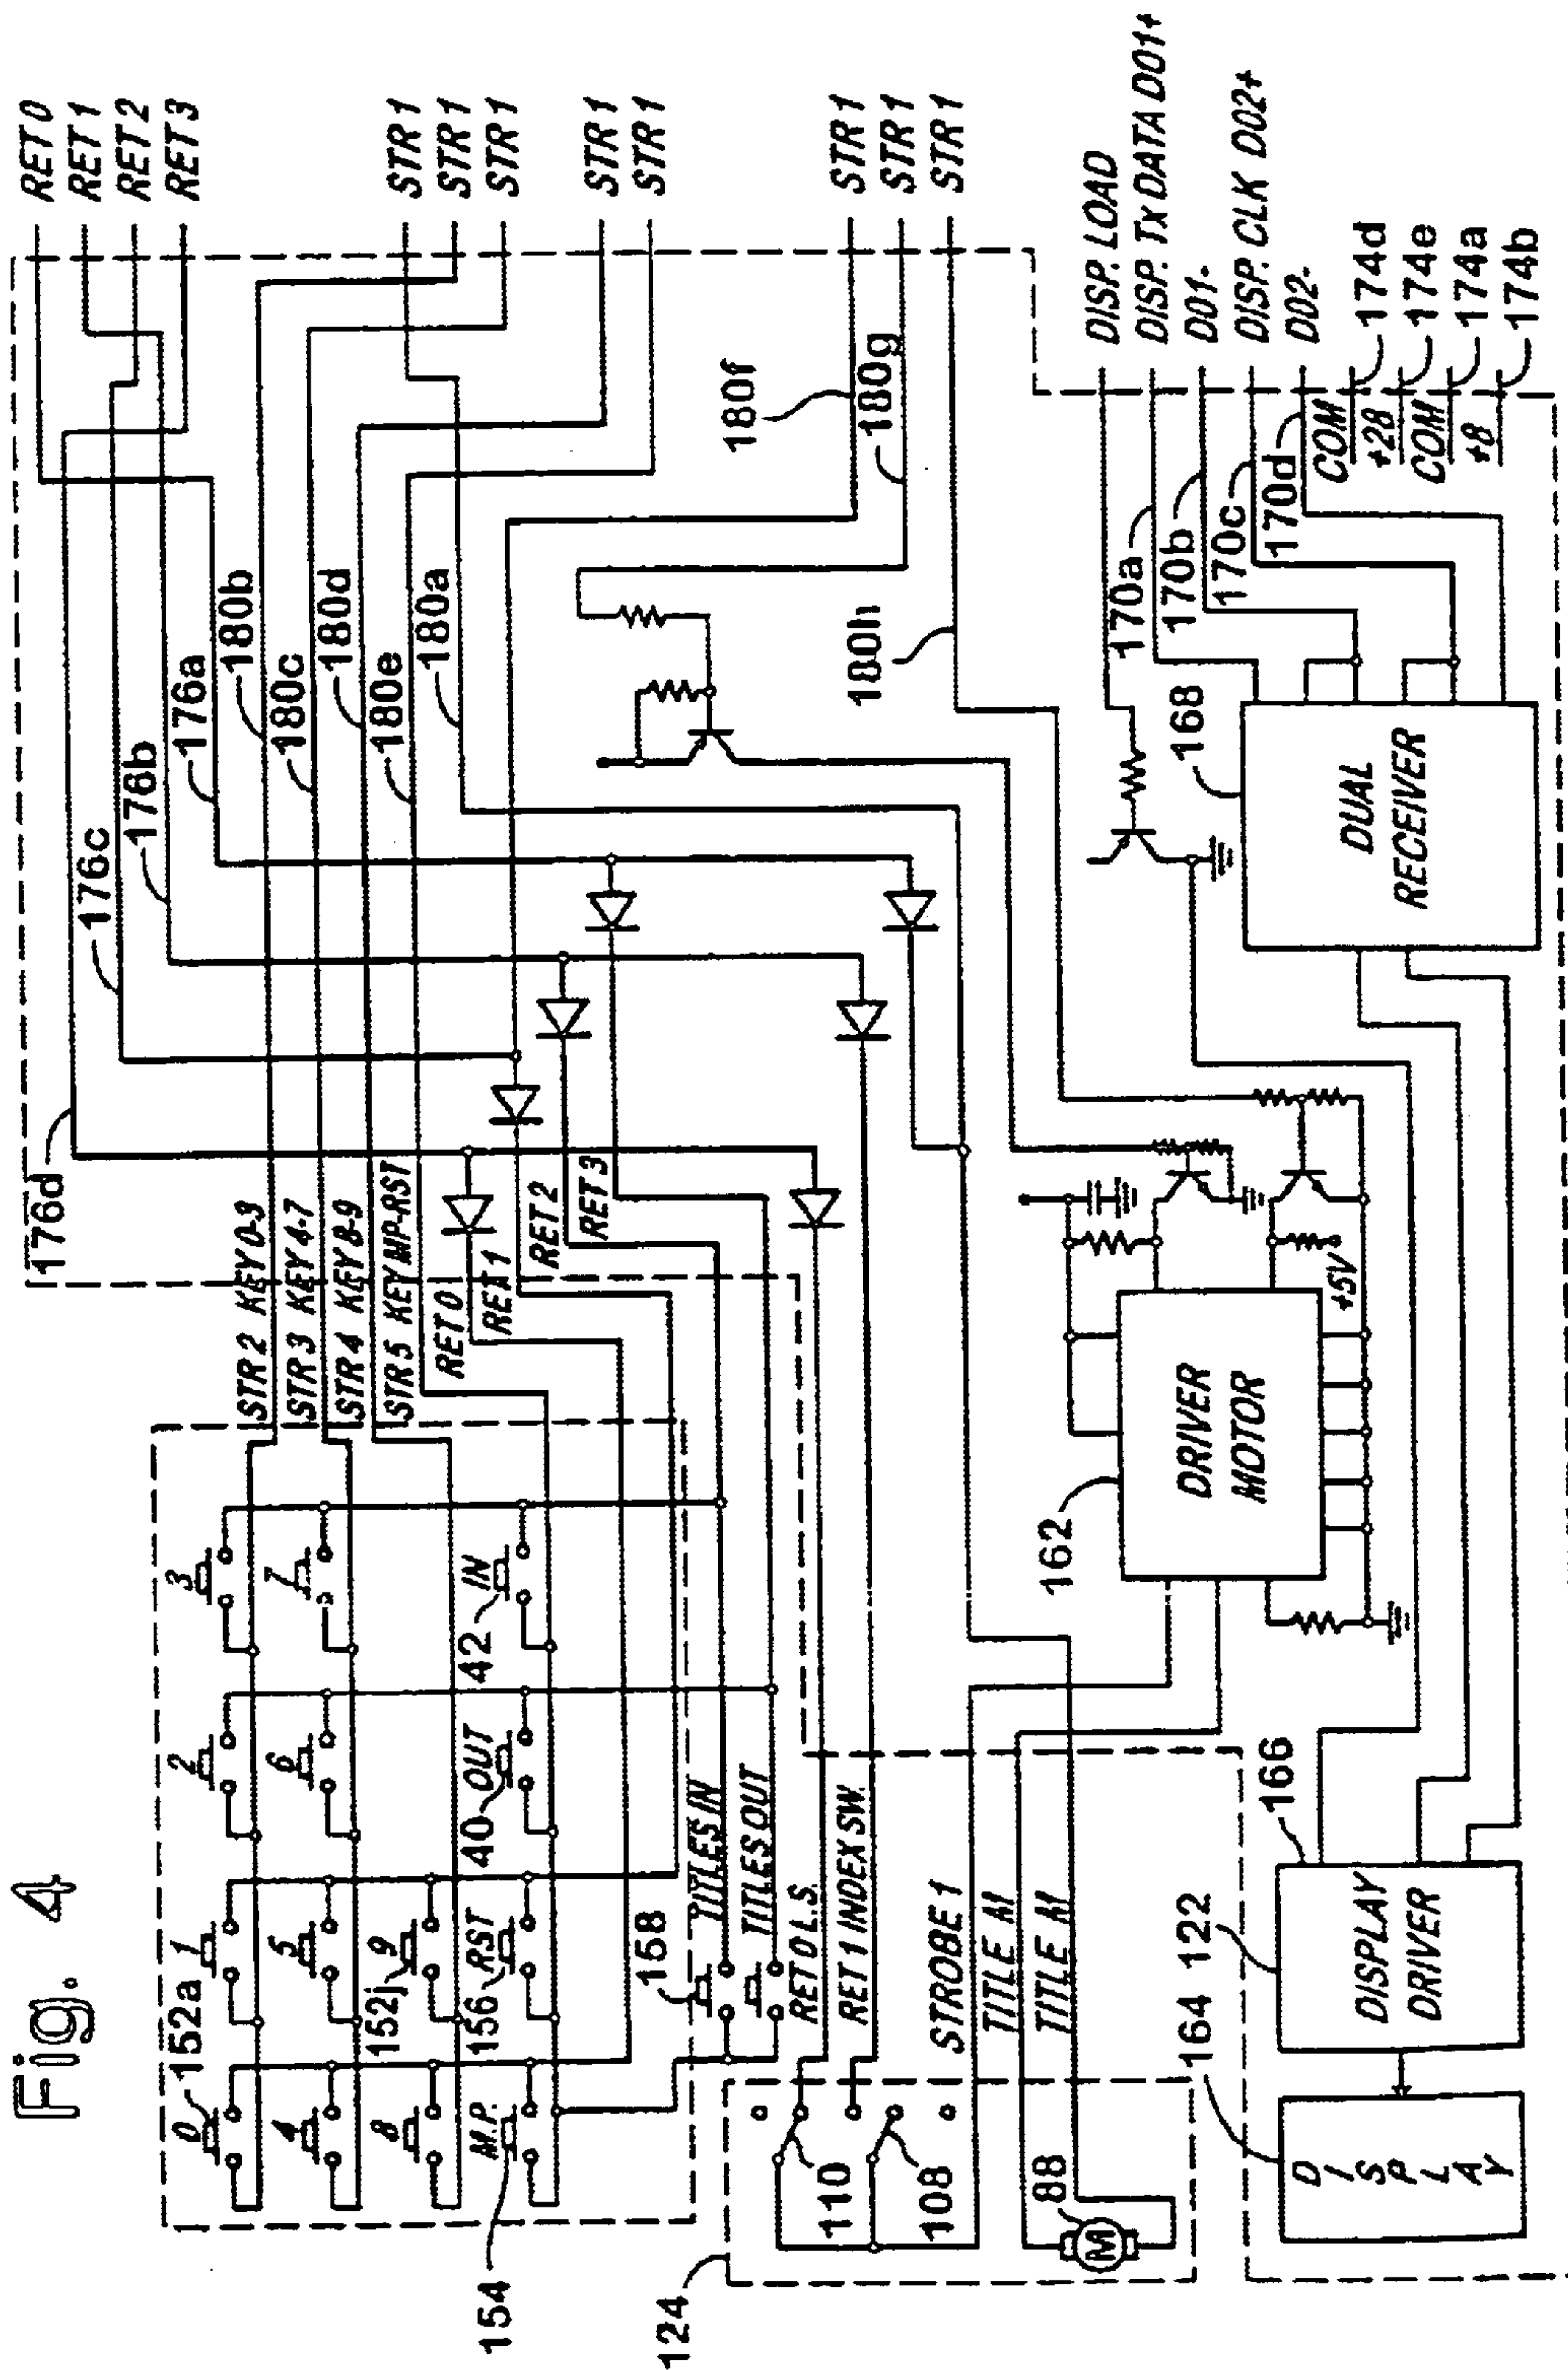 Fig. 4
RET 0
RET 1
RET 2
RET 3
STR 1
STR 1
STR 1
STR 1
STR 1
STR 1
STR 1
STR 1
DISP. LOAD
DISP. Tx DATA D01+
D01-
DISP. CLK D02+
D02-
174d
174e
174a
174b
COM
+28
COM
+8
176d
176c
176b
176a
180b
180c
180d
180e
180a
180f
180g
180h
170a
170b
170c
170d
STR 2 KEY 0-3
STR 3 KEY 4-7
STR 4 KEY 8-9
STR 5 KEY MP-RST
RET 0
RET 1
RET 2
RET 3
0
152a
1
2
3
4
5
6
7
8
152j
9
M.P.
154
156
RST
40
OUT
42
IN
158
TITLES IN
TITLES OUT
RET 0 L.S.
RET 1 INDEX SW.
STROBE 1
TITLE M
TITLE M
124
110
108
88
M
162
DRIVER
MOTOR
+5V
168
DUAL
RECEIVER
164
122
166
DISPLAY
DISPLAY
DRIVER